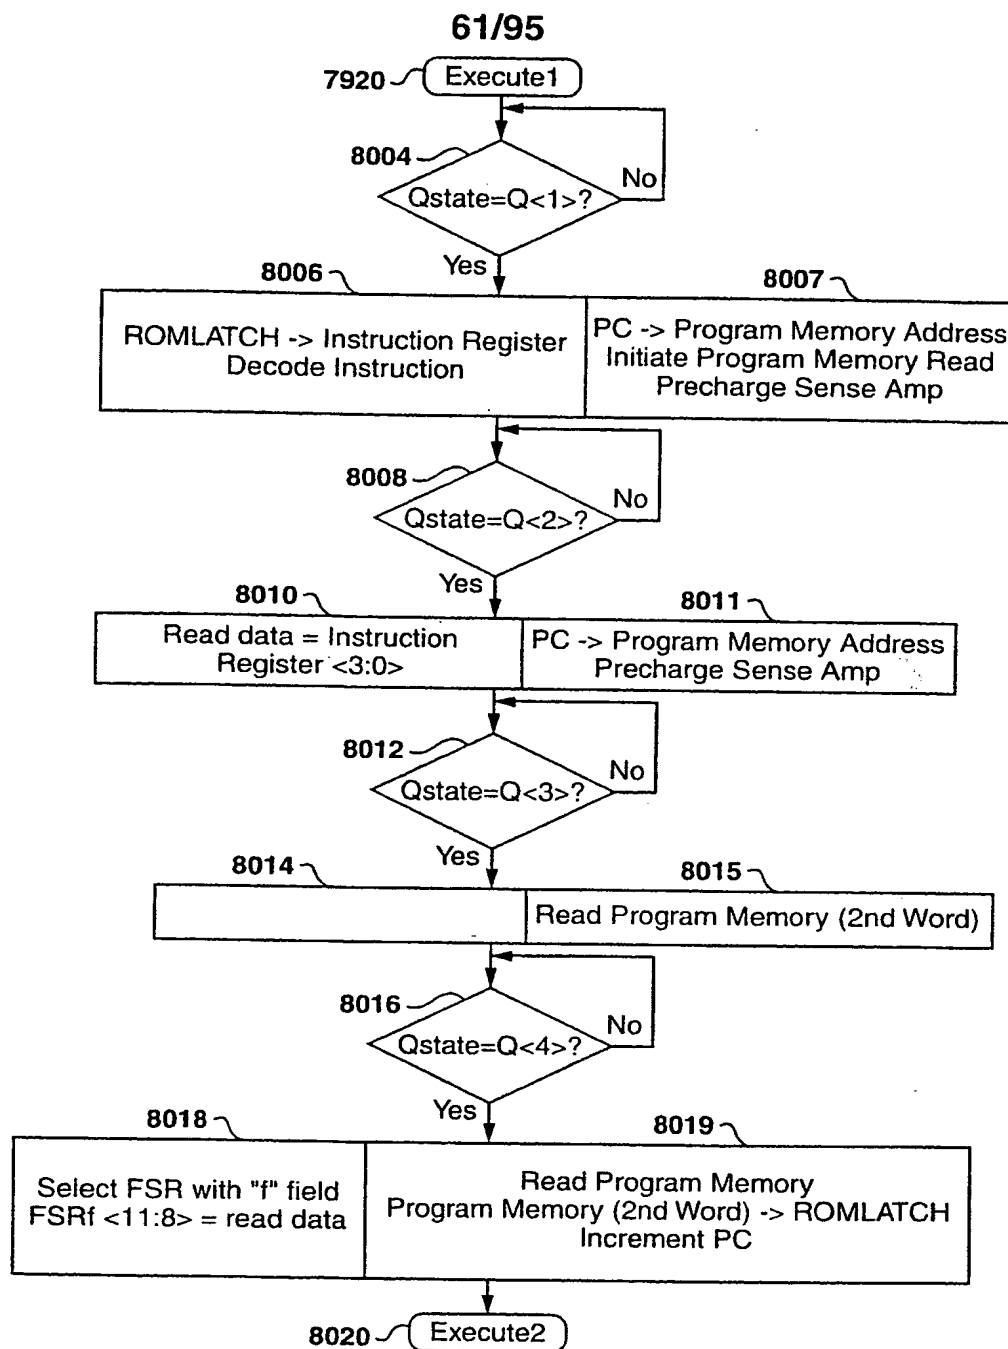 61/95
7920 Execute1
8004
Qstate=Q<1>?
No
Yes
8006
8007
ROMLATCH -> Instruction Register
Decode Instruction
PC -> Program Memory Address
Initiate Program Memory Read
Precharge Sense Amp
8008
Qstate=Q<2>?
No
Yes
8010
8011
Read data = Instruction
Register <3:0>
PC -> Program Memory Address
Precharge Sense Amp
8012
Qstate=Q<3>?
No
Yes
8014
8015
Read Program Memory (2nd Word)
8016
Qstate=Q<4>?
No
Yes
8018
8019
Select FSR with "f" field
FSRf <11:8> = read data
Read Program Memory
Program Memory (2nd Word) -> ROMLATCH
Increment PC
8020 Execute2